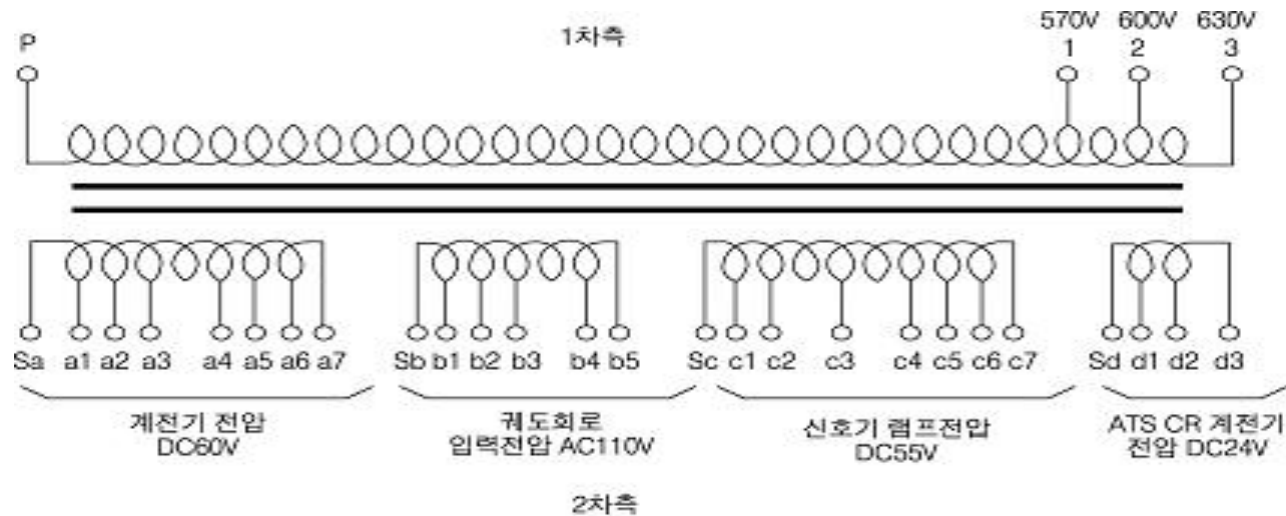 570V 600V 630V
P 1차측 1 2 3
Sa a1 a2 a3 a4 a5 a6 a7 Sb b1 b2 b3 b4 b5 Sc c1 c2 c3 c4 c5 c6 c7 Sd d1 d2 d3
계전기 전압
DC60V
궤도회로
입력전압 AC110V
신호기 램프전압
DC55V
ATS CR 계전기
전압 DC24V
2차측